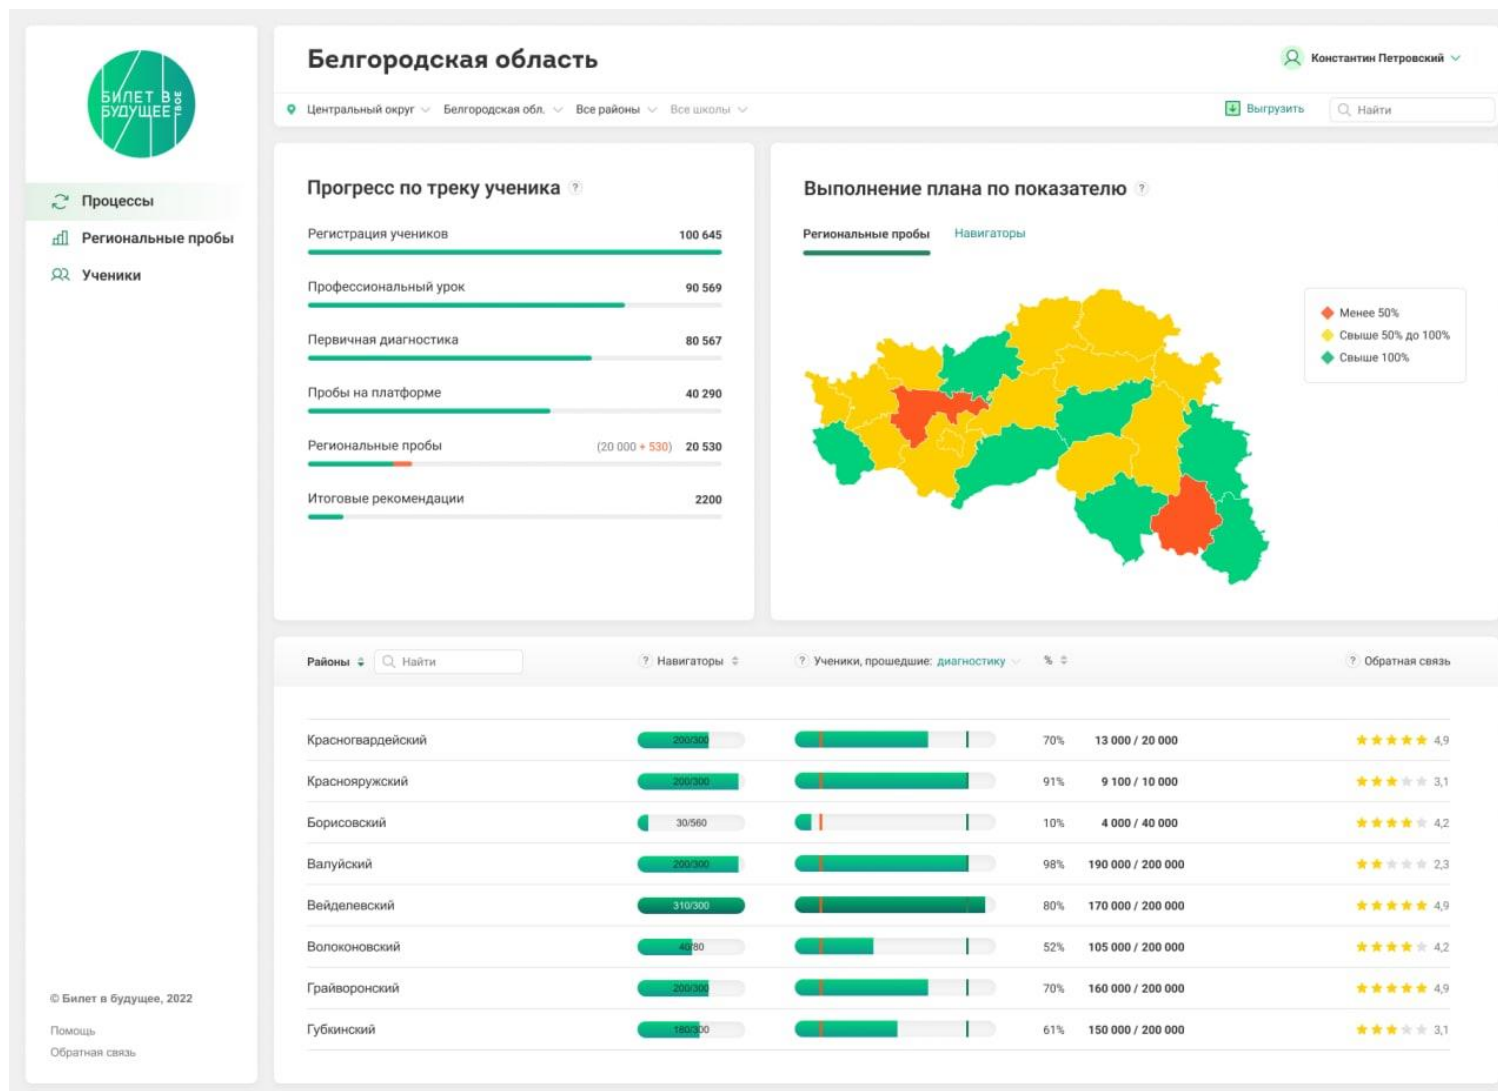 БИЛЕТ В
БУДУЩЕЕ
ТВОЕ
Процессы
Региональные пробы
Ученики
© Билет в будущее, 2022
Помощь
Обратная связь
Белгородская область
Константин Петровский
Центральный округ Белгородская обл. Все районы Все школы
Выгрузить Найти
Прогресс по треку ученика ?
Регистрация учеников 100 645
Профессиональный урок 90 569
Первичная диагностика 80 567
Пробы на платформе 40 290
Региональные пробы (20 000 + 530) 20 530
Итоговые рекомендации 2200
Выполнение плана по показателю ?
Региональные пробы Навигаторы
Менее 50%
Свыше 50% до 100%
Свыше 100%
Районы Найти ? Навигаторы ? Ученики, прошедшие: диагностику % ? Обратная связь
Красногвардейский 200/300 70% 13 000 / 20 000 4,9
Краснояружский 200/300 91% 9 100 / 10 000 3,1
Борисовский 30/560 10% 4 000 / 40 000 4,2
Валуйский 200/300 98% 190 000 / 200 000 2,3
Вейделевский 310/300 80% 170 000 / 200 000 4,9
Волоконовский 40/80 52% 105 000 / 200 000 4,2
Грайворонский 200/300 70% 160 000 / 200 000 4,9
Губкинский 180/300 61% 150 000 / 200 000 3,1